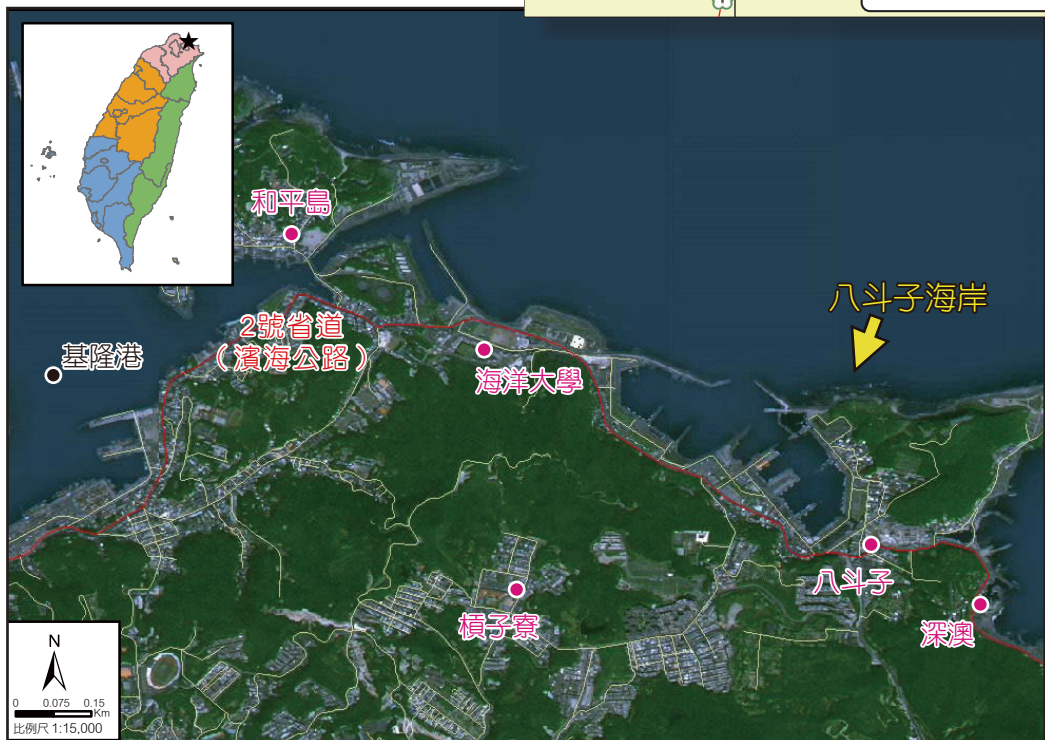 和平島
八斗子海岸
2號省道
（濱海公路）
基隆港
海洋大學
八斗子
槓子寮
深澳
N
0 0.075 0.15
Km
比例尺 1:15,000